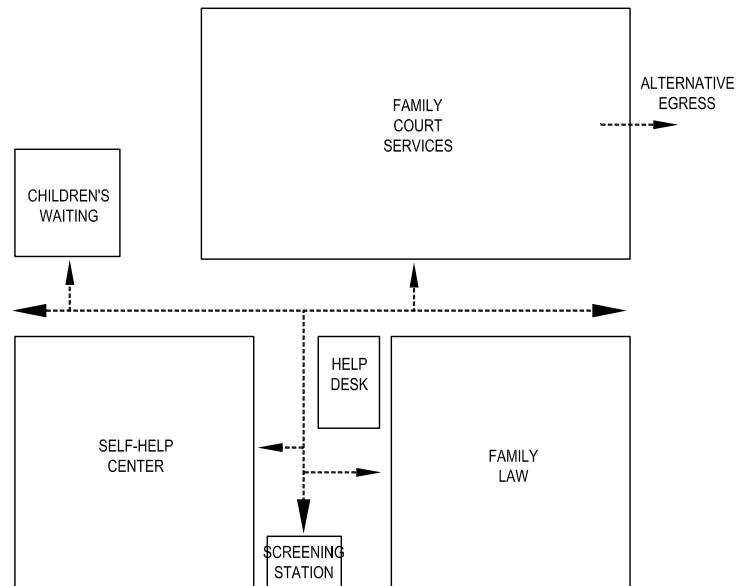 FAMILY
COURT
SERVICES
ALTERNATIVE
EGRESS
CHILDREN'S
WAITING
HELP
DESK
SELF-HELP
CENTER
FAMILY
LAW
SCREENING
STATION